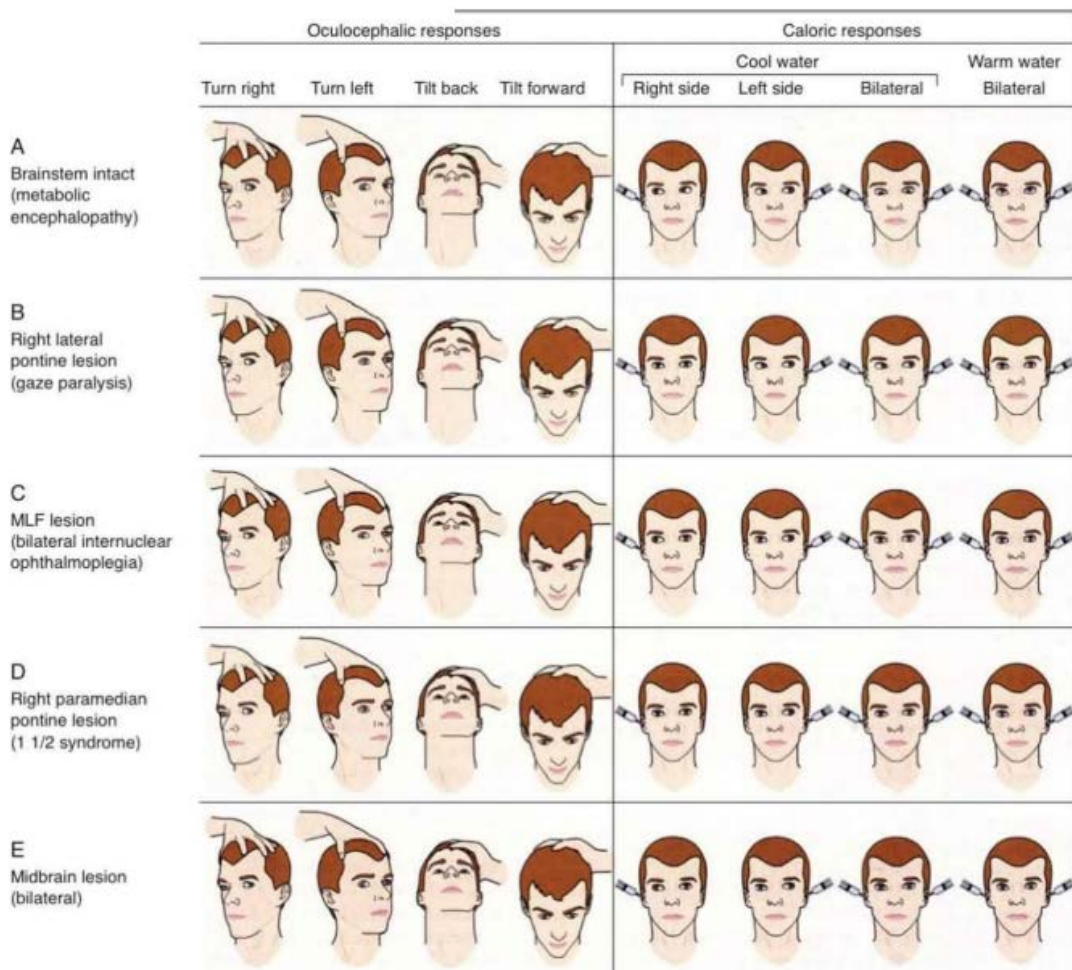 Oculocephalic responses
Caloric responses
Cool water
Warm water
Turn right
Turn left
Tilt back
Tilt forward
Right side
Left side
Bilateral
Bilateral
A
Brainstem intact
(metabolic
encephalopathy)
B
Right lateral
pontine lesion
(gaze paralysis)
C
MLF lesion
(bilateral internuclear
ophthalmoplegia)
D
Right paramedian
pontine lesion
(1 1/2 syndrome)
E
Midbrain lesion
(bilateral)